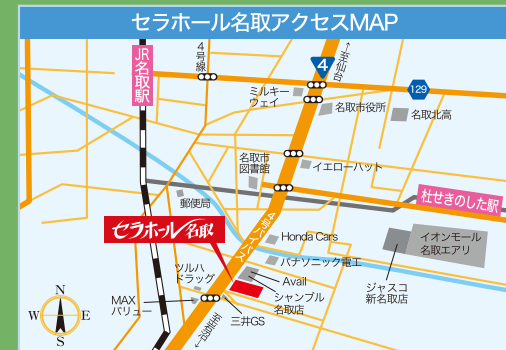 セラホール名取アクセスMAP
JR名取駅
4号線
4
→至仙台
129
ミルキー
ウェイ
名取市役所
名取北高
名取市
図書館
イエローハット
杜せきのした駅
郵便局
セラホール名取
4号バイパス
Honda Cars
パナソニック電工
イオンモール
名取エアリ
ツルハ
ドラッグ
Avail
シャンブル
名取店
ジャスコ
新名取店
MAX
バリュー
三井GS
N
W
E
S